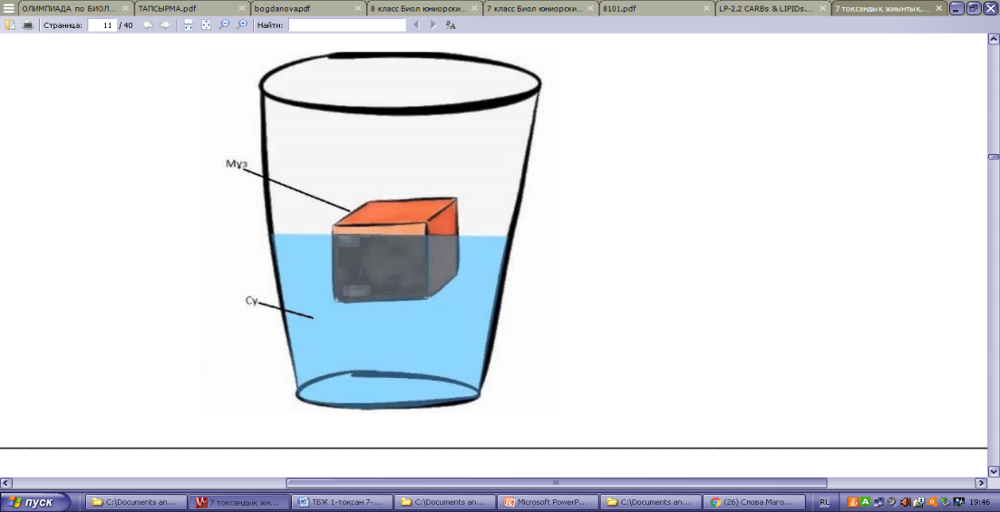 ОЛИМПИАДА по БИОЛ...
ТАПСЫРМА.pdf
bogdanova.pdf
8 класс Биол юниорски...
7 класс Биол юниорски...
8101.pdf
LP-2.2 CARBs & LIPIDs....
7 тоқсандық жиынтық....
Страница: 11 / 40
Найти:
Мұз
Су
пуск
C:\Documents an...
7 тоқсандық жи...
ТБЖ 1-тоқсан 7-...
C:\Documents an...
Microsoft PowerP...
C:\Documents an...
(26) Слова Маго...
RL
19:46